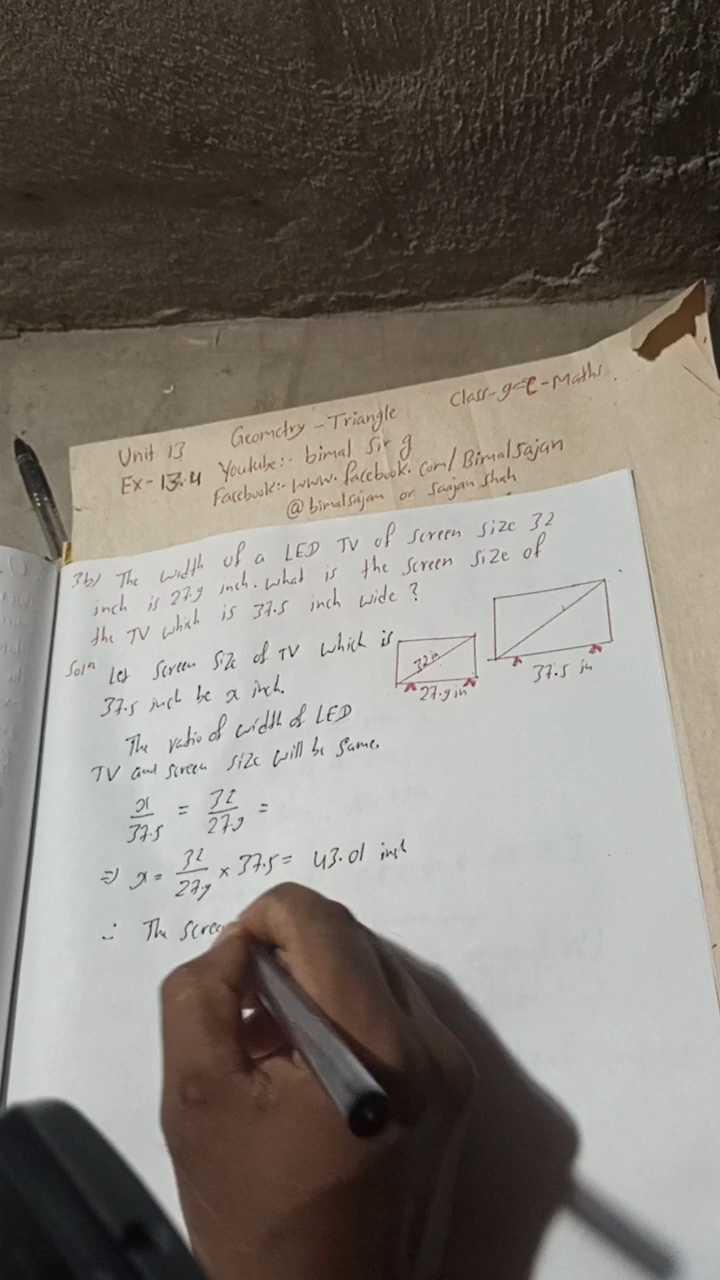 Unit 13 Geometry - Triangle Class - 9 - Maths.
Ex - 13.4 Youtube:- bimal sir g
Facebook:- www.facebook.com/Bimalsajan
@bimalsajan or Sanjan Shah
3b) The width of a LED TV of screen size 32
inch is 27.9 inch. what is the screen size of
the TV which is 37.5 inch wide ?
Soln Let screen size of TV which is
37.5 inch be x inch.
32 in
27.9 in
37.5 in
The ratio of width of LED
TV and screen size will be same.
x/37.5 = 32/27.9 =
⇒ x = 32/27.9 × 37.5 = 43.01 inch
∴ The scree